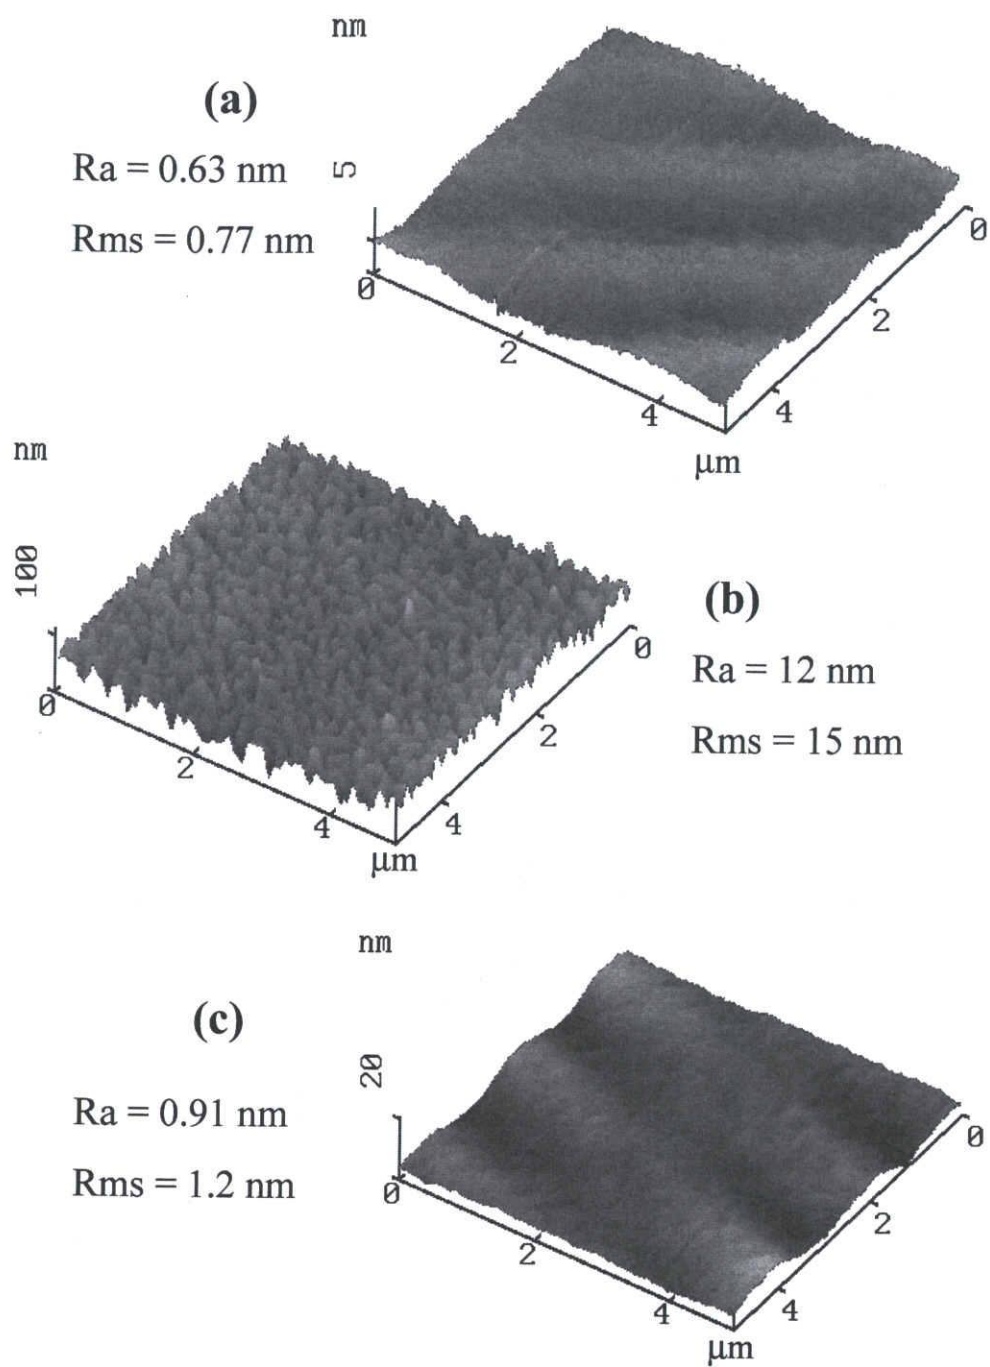 nm
(a)
Ra = 0.63 nm
Rms = 0.77 nm
5
0
2
4
0
2
4
μm
nm
100
0
2
4
0
2
4
μm
(b)
Ra = 12 nm
Rms = 15 nm
nm
(c)
Ra = 0.91 nm
Rms = 1.2 nm
20
0
2
4
0
2
4
μm